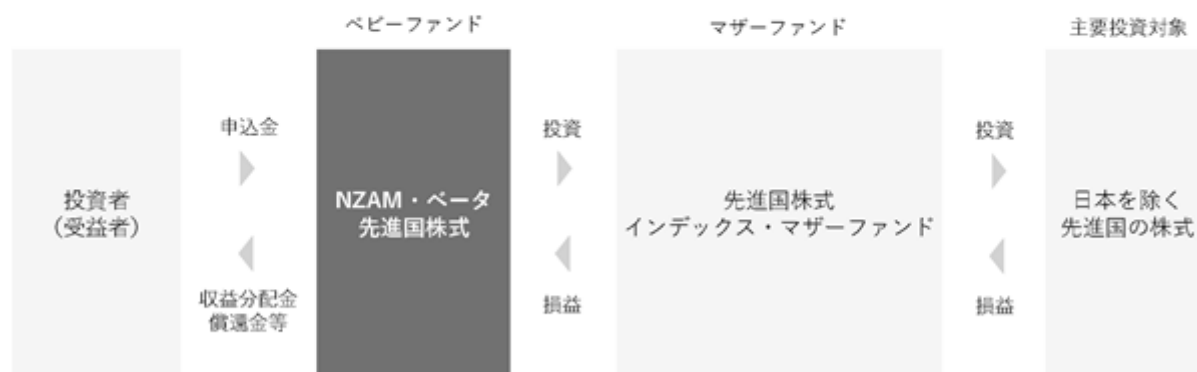 ベビーファンド
マザーファンド
主要投資対象
投資者
(受益者)
申込金
収益分配金
償還金等
NZAM・ベータ
先進国株式
投資
損益
先進国株式
インデックス・マザーファンド
投資
損益
日本を除く
先進国の株式